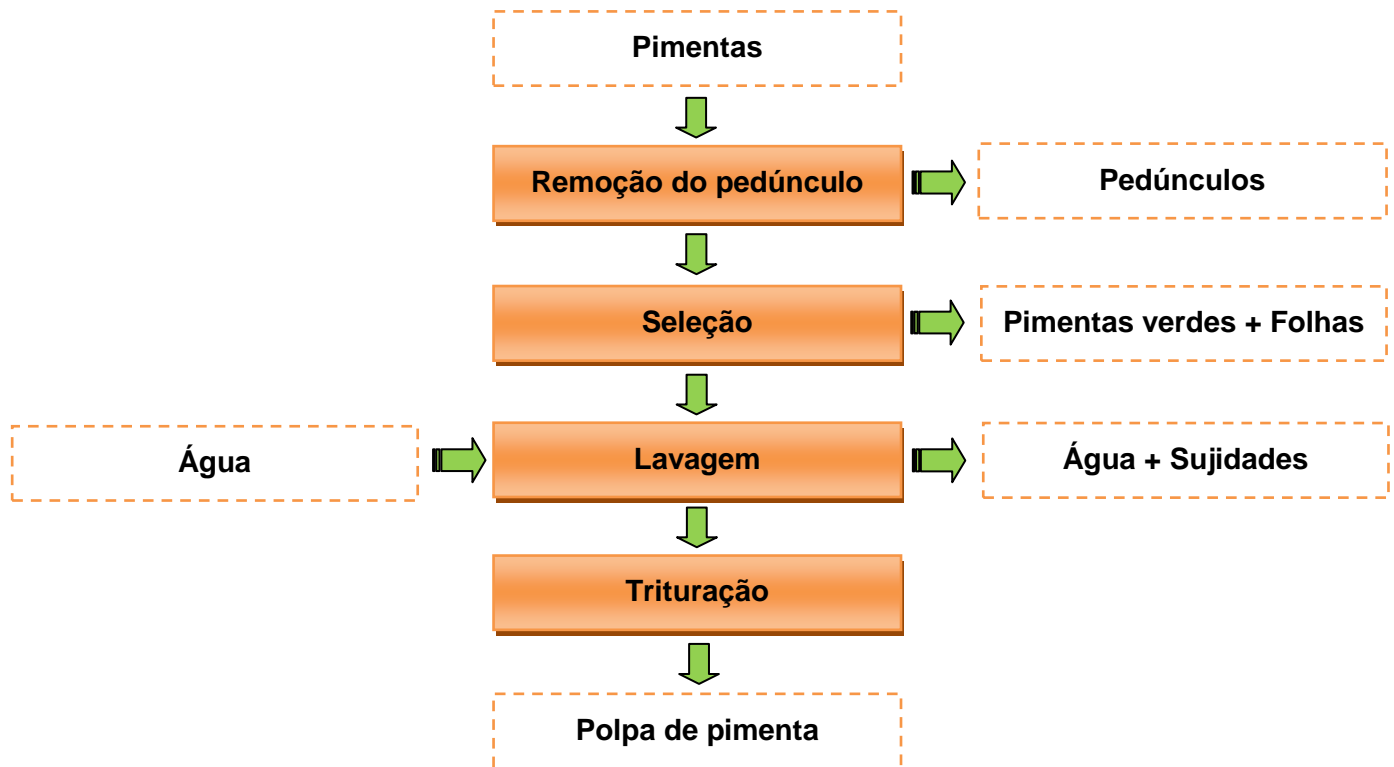 Pimentas
Remoção do pedúnculo
Pedúnculos
Seleção
Pimentas verdes + Folhas
Água
Lavagem
Água + Sujidades
Trituração
Polpa de pimenta